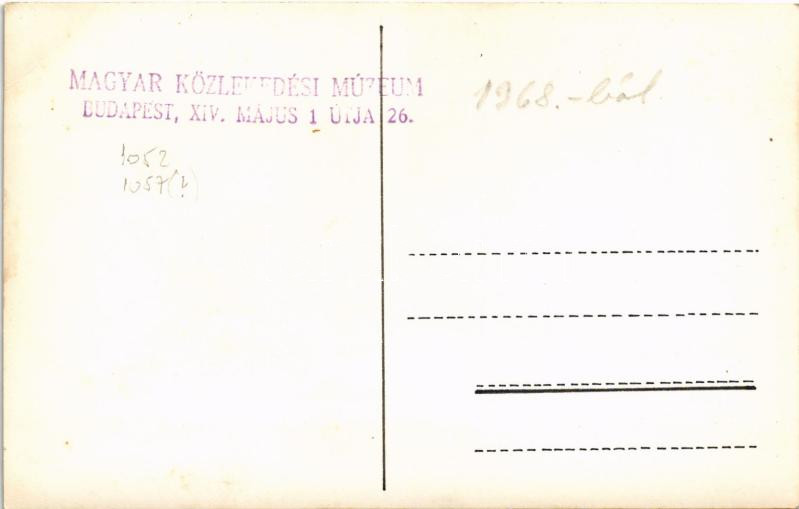 MAGYAR KÖZLEKEDÉSI MÚZEUM
BUDAPEST, XIV. MÁJUS 1 ÚTJA 26.
1968.-ból
1052
1057(?)